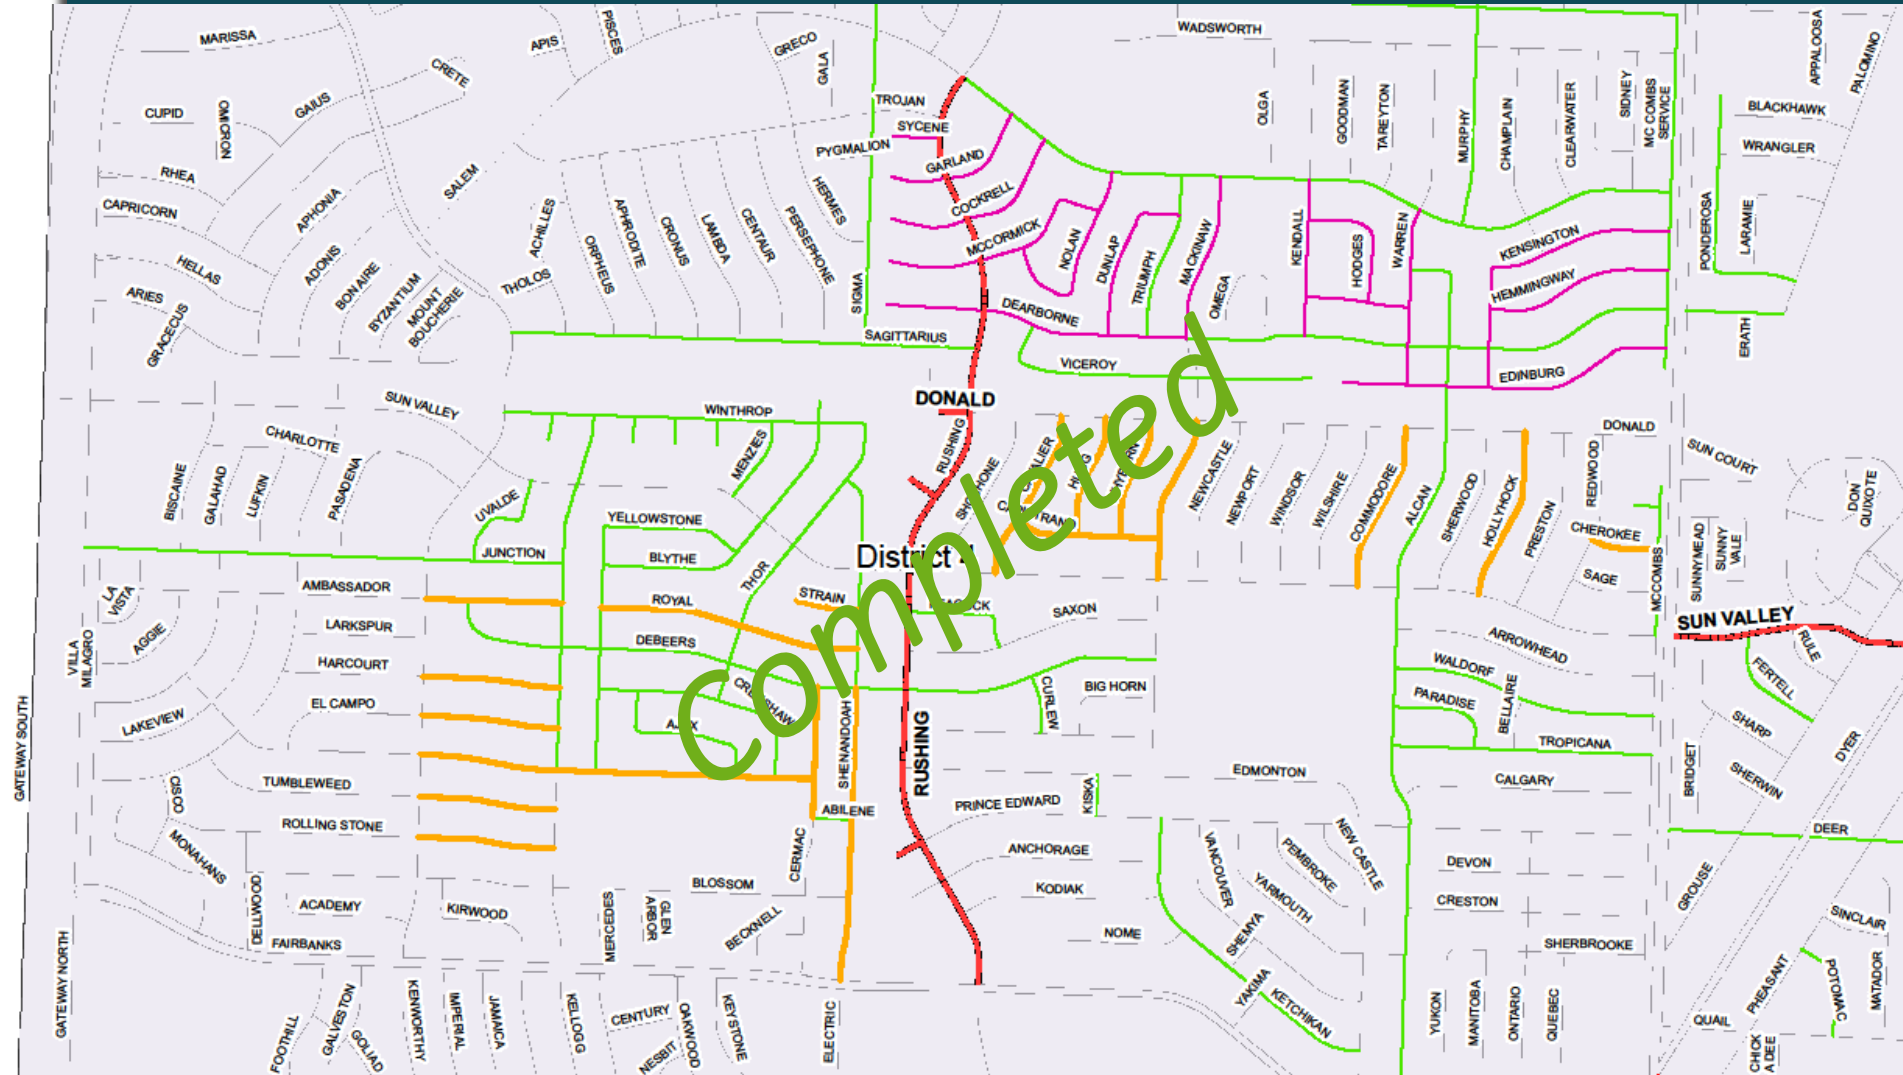 MARISSA
APIS
PISCES
GRECO
GALA
WADSWORTH
APPALOOSA
PALOMINO
CRETE
CUPID
OMICRON
GAIUS
TROJAN
SYCENE
PYGMALION
GARLAND
OLGA
GOODMAN
TAREYTON
MURPHY
CHAMPLAIN
CLEARWATER
SIDNEY
MC COMBS
SERVICE
BLACKHAWK
WRANGLER
RHEA
CAPRICORN
APHONIA
SALEM
ACHILLES
ORPHEUS
APHRODITE
CRONUS
LAMBDA
CENTAUR
PERSEPHONE
HERMES
COCKRELL
MCCORMICK
NOLAN
DUNLAP
TRIUMPH
MACKINAW
OMEGA
KENDALL
HODGES
WARREN
KENSINGTON
HEMMINGWAY
PONDEROSA
LARAMIE
HELLAS
ADONIS
BON AIRE
BYZANTIUM
MOUNT
BOUCHERIE
THOLOS
SIGMA
ARIES
GRACECUS
DEARBORNE
SAGITTARIUS
VICEROY
EDINBURG
ERATH
SUN VALLEY
WINTHROP
DONALD
DONALD
SUN COURT
CHARLOTTE
MENZIES
RUSHING
BISCAINE
GALAHAD
LUFKIN
PASADENA
UVALDE
NEWCASTLE
NEWPORT
WINDSOR
WILSHIRE
COMMODORE
ALCAN
SHERWOOD
HOLLYHOCK
PRESTON
REDWOOD
CHEROKEE
DON
QUIXOTE
YELLOWSTONE
JUNCTION
BLYTHE
District 4
Completed
SUNNYMEAD
SUNNY
VALE
LA
VISTA
AMBASSADOR
THOR
STRAIN
ROYAL
SAXON
SAGE
MCCOMBS
SUN VALLEY
AGGIE
LARKSPUR
DEBEERS
ARROWHEAD
RULE
VILLA
MILAGRO
HARCOURT
WALDORF
FERTELL
EL CAMPO
BIG HORN
CURLEW
PARADISE
BELLAIRE
LAKEVIEW
SHENANDOAH
RUSHING
SHARP
TROPICANA
DYER
GATEWAY SOUTH
CISCO
TUMBLEWEED
EDMONTON
CALGARY
BRIDGET
SHERWIN
ABILENE
PRINCE EDWARD
KISKA
ROLLING STONE
DEER
MONAHANS
CERMAC
ANCHORAGE
VANCOUVER
PEMBROKE
NEW CASTLE
DEVON
BLOSSOM
KODIAK
YARMOUTH
CRESTON
GROUSE
DELLWOOD
ACADEMY
KIRWOOD
MERCEDES
GLEN
ARBOR
BECKNELL
NOME
SHEMYA
SINCLAIR
FAIRBANKS
SHERBROOKE
GATEWAY NORTH
YAKIMA
KETCHIKAN
PHEASANT
POTOMAC
MATADOR
FOOTHILL
GALVESTON
GOLIAD
KENWORTHY
IMPERIAL
JAMAICA
KELLOGG
CENTURY
NESBIT
OAKWOOD
KEYSTONE
ELECTRIC
YUKON
MANITOBA
ONTARIO
QUEBEC
QUAIL
CHICK
A DEE